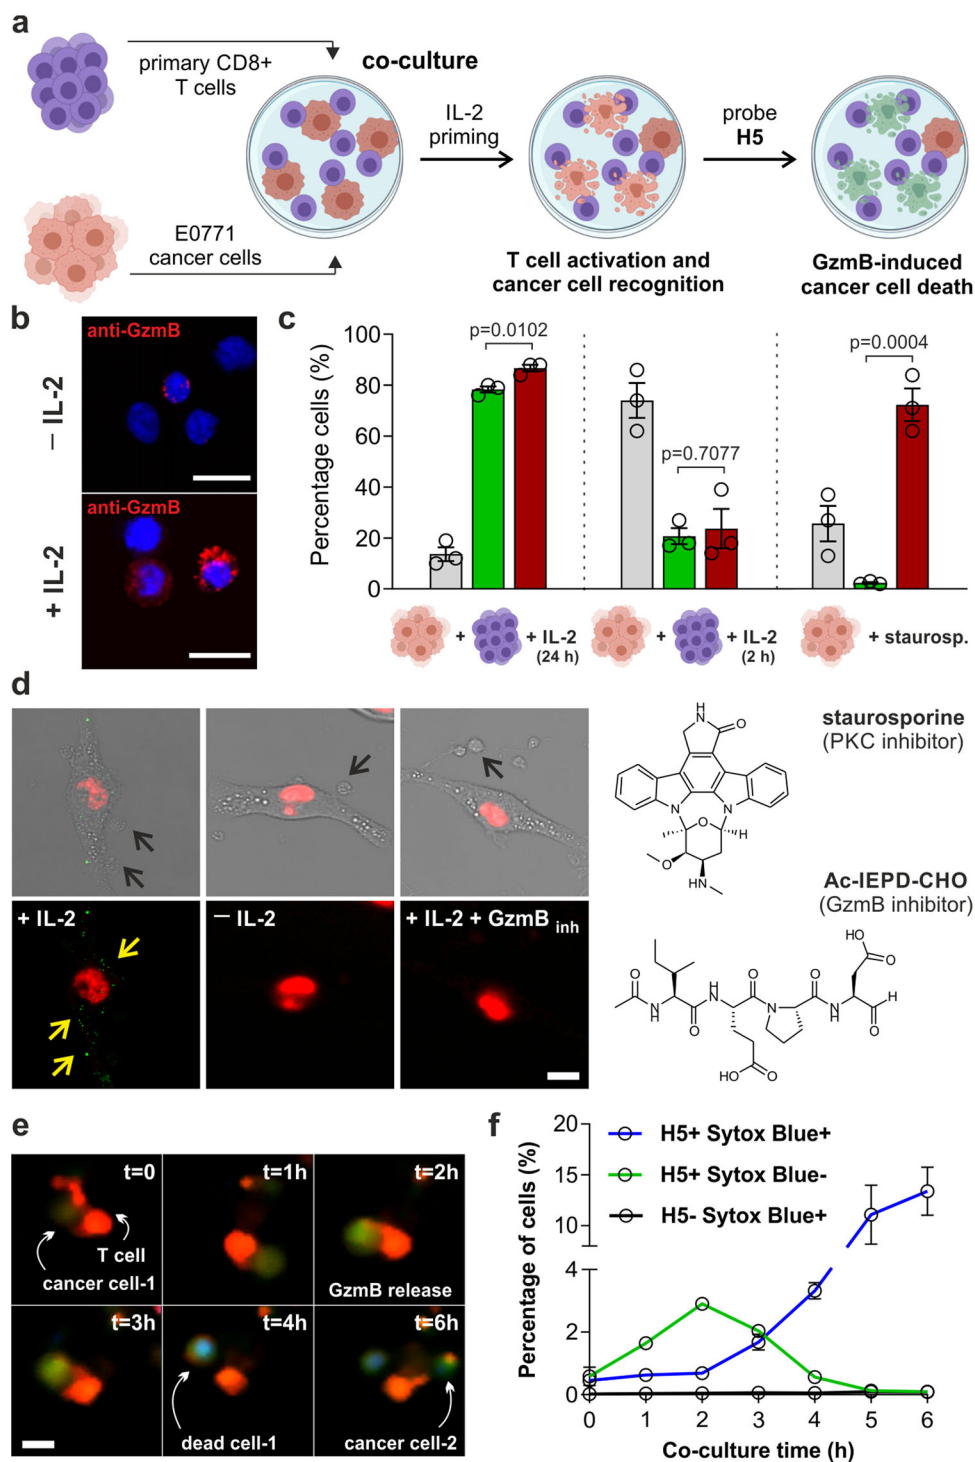 a
primary CD8+
T cells
co-culture
E0771
cancer cells
IL-2
priming
probe
H5
T cell activation and
cancer cell recognition
GzmB-induced
cancer cell death
b
– IL-2
anti-GzmB
+ IL-2
anti-GzmB
c
Percentage cells (%)
100
80
60
40
20
0
p=0.0102
p=0.7077
p=0.0004
+ + IL-2
(24 h)
+ + IL-2
(2 h)
+ staurosp.
d
+ IL-2
– IL-2
+ IL-2 + GzmB inh
staurosporine
(PKC inhibitor)
H
N
O
N
N
O
H
O
HN
Ac-IEPD-CHO
(GzmB inhibitor)
HO
O
O
H
N
O
N
H
O
N
O
H
N
H
O
O
HO
O
e
t=0
T cell
cancer cell-1
t=1h
t=2h
GzmB release
t=3h
t=4h
dead cell-1
t=6h
cancer cell-2
f
Percentage of cells (%)
20
15
10
4
2
0
H5+ Sytox Blue+
H5+ Sytox Blue-
H5- Sytox Blue+
0 1 2 3 4 5 6
Co-culture time (h)